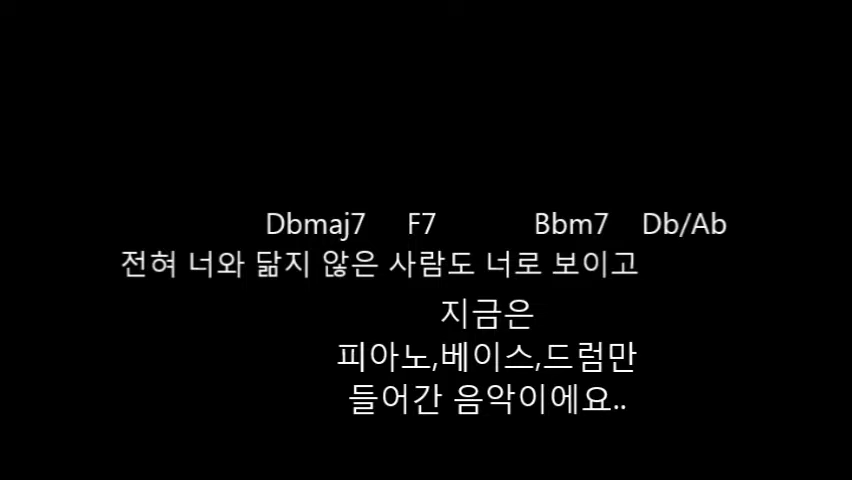 Dbmaj7 F7 Bbm7 Db/Ab
전혀 너와 닮지 않은 사람도 너로 보이고
지금은
피아노,베이스,드럼만
들어간 음악이에요..